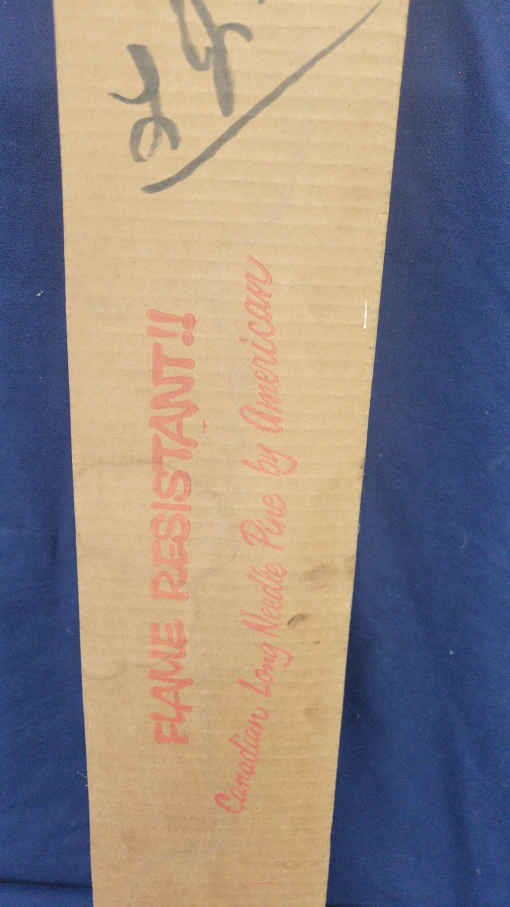 FLAME RESISTANT!!
Canadian Long Needle Pine by American